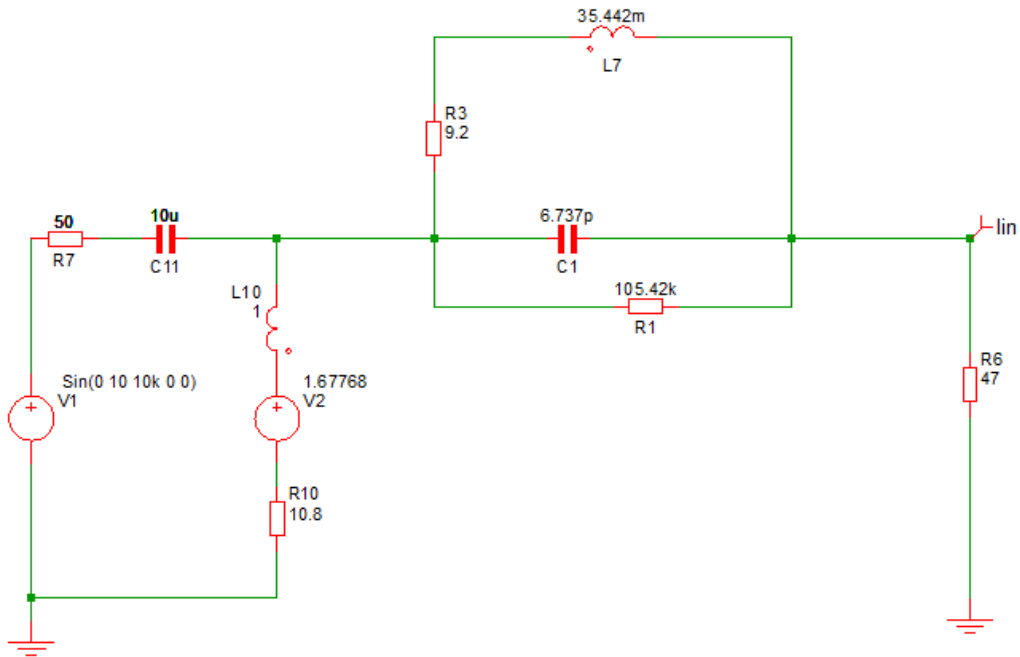 35.442m
L7
R3
9.2
50
R7
10u
C11
6.737p
C1
105.42k
R1
Iin
L10
1
Sin(0 10 10k 0 0)
V1
1.67768
V2
R6
47
R10
10.8